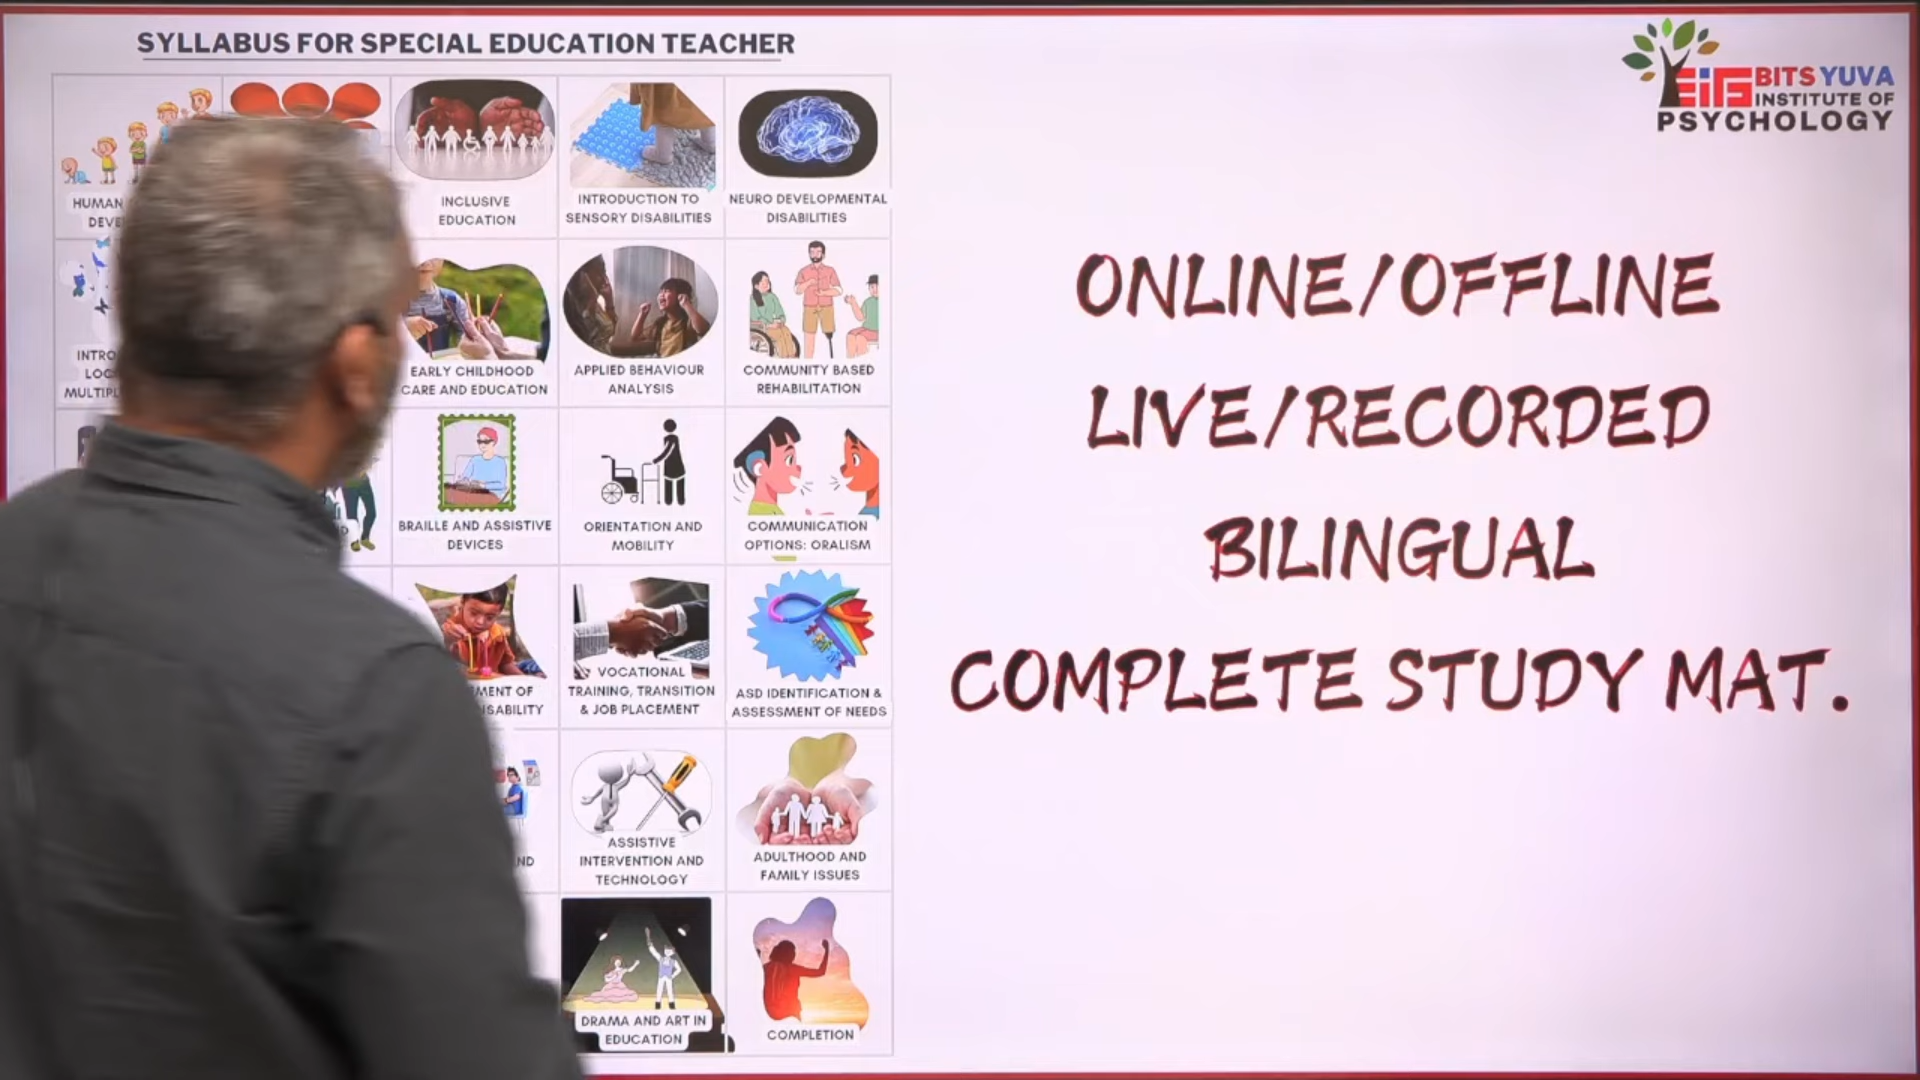 SYLLABUS FOR SPECIAL EDUCATION TEACHER
BITS YUVA
INSTITUTE OF
PSYCHOLOGY
HUMAN
INCLUSIVE
EDUCATION
INTRODUCTION TO
SENSORY DISABILITIES
NEURO DEVELOPMENTAL
DISABILITIES
EARLY CHILDHOOD
CARE AND EDUCATION
APPLIED BEHAVIOUR
ANALYSIS
COMMUNITY BASED
REHABILITATION
BRAILLE AND ASSISTIVE
DEVICES
ORIENTATION AND
MOBILITY
COMMUNICATION
OPTIONS: ORALISM
OF
VOCATIONAL
TRAINING, TRANSITION
& JOB PLACEMENT
ASD IDENTIFICATION &
ASSESSMENT OF NEEDS
ASSISTIVE
INTERVENTION AND
TECHNOLOGY
ADULTHOOD AND
FAMILY ISSUES
DRAMA AND ART IN
EDUCATION
COMPLETION
ONLINE/OFFLINE
LIVE/RECORDED
BILINGUAL
COMPLETE STUDY MAT.